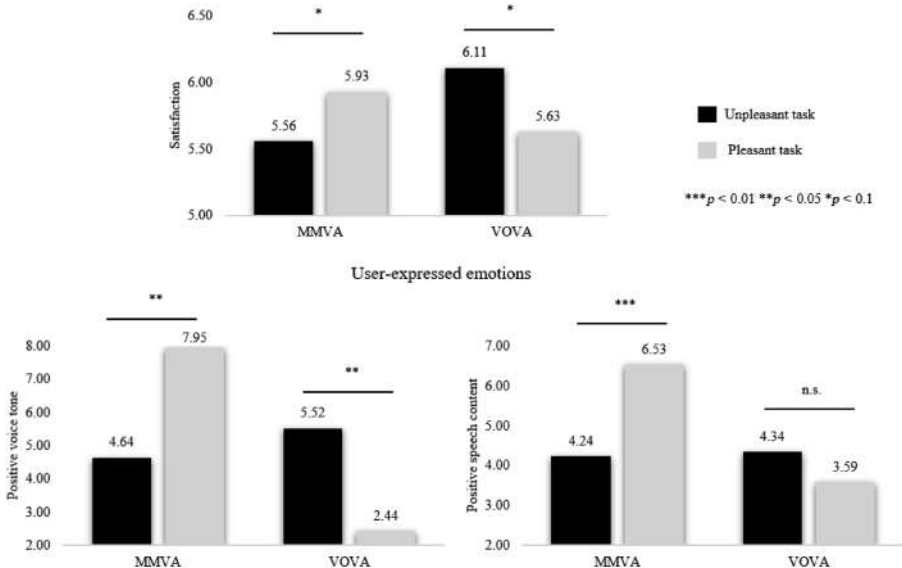 6.50
6.00
5.50
5.00
Satisfaction
*
*
5.56
5.93
6.11
5.63
MMVA
VOVA
Unpleasant task
Pleasant task
***p < 0.01 **p < 0.05 *p < 0.1
User-expressed emotions
8.00
7.00
6.00
5.00
4.00
3.00
2.00
Positive voice tone
**
**
4.64
7.95
5.52
2.44
MMVA
VOVA
7.00
6.00
5.00
4.00
3.00
2.00
Positive speech content
***
n.s.
4.24
6.53
4.34
3.59
MMVA
VOVA